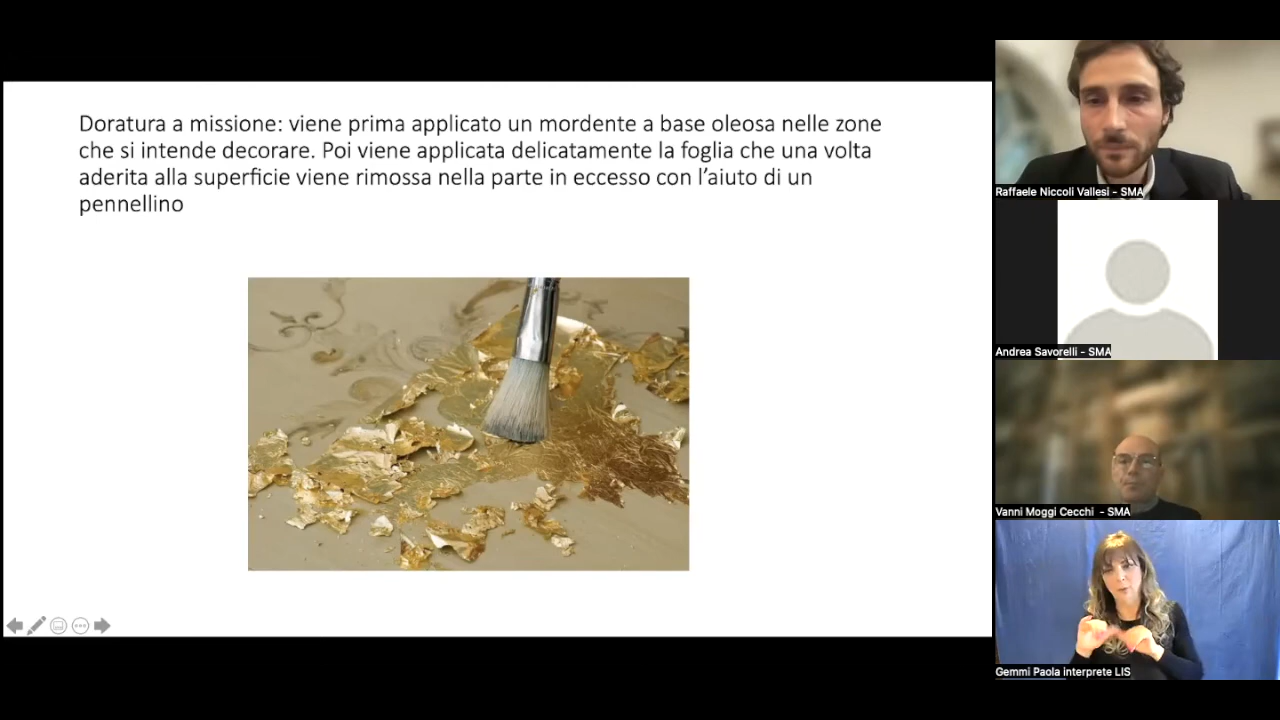 Doratura a missione: viene prima applicato un mordente a base oleosa nelle zone
che si intende decorare. Poi viene applicata delicatamente la foglia che una volta
aderita alla superficie viene rimossa nella parte in eccesso con l’aiuto di un
pennellino
Raffaele Niccoli Vallesi - SMA
Andrea Savorelli - SMA
Vanni Moggi Cecchi - SMA
Gemmi Paola interprete LIS